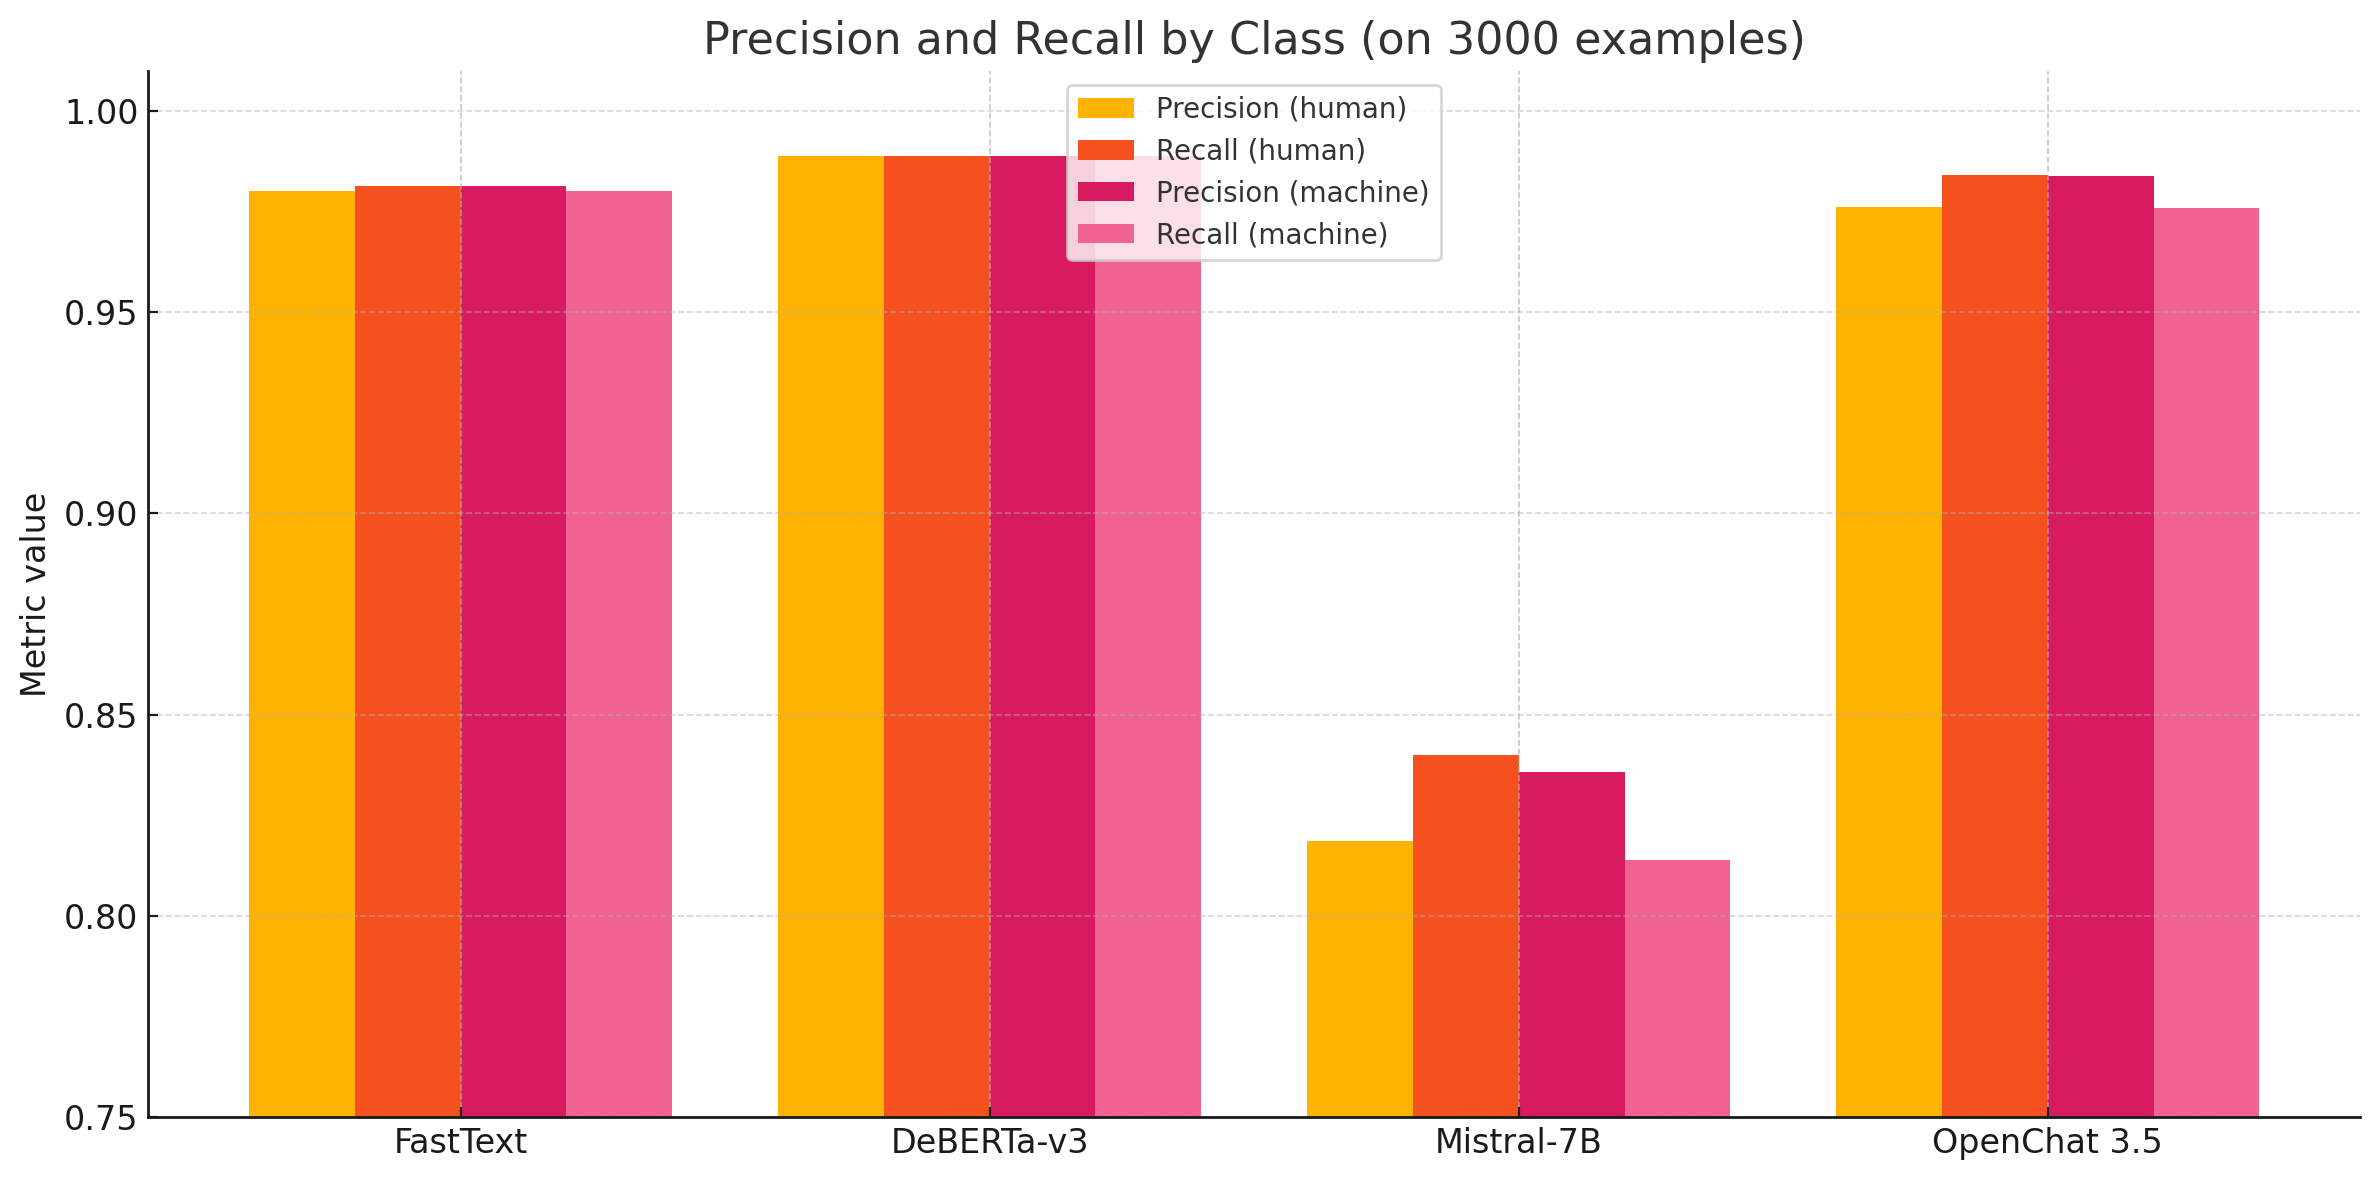 Precision and Recall by Class (on 3000 examples)
Precision (human)
Recall (human)
Precision (machine)
Recall (machine)
Metric value
1.00
0.95
0.90
0.85
0.80
0.75
FastText
DeBERTa-v3
Mistral-7B
OpenChat 3.5